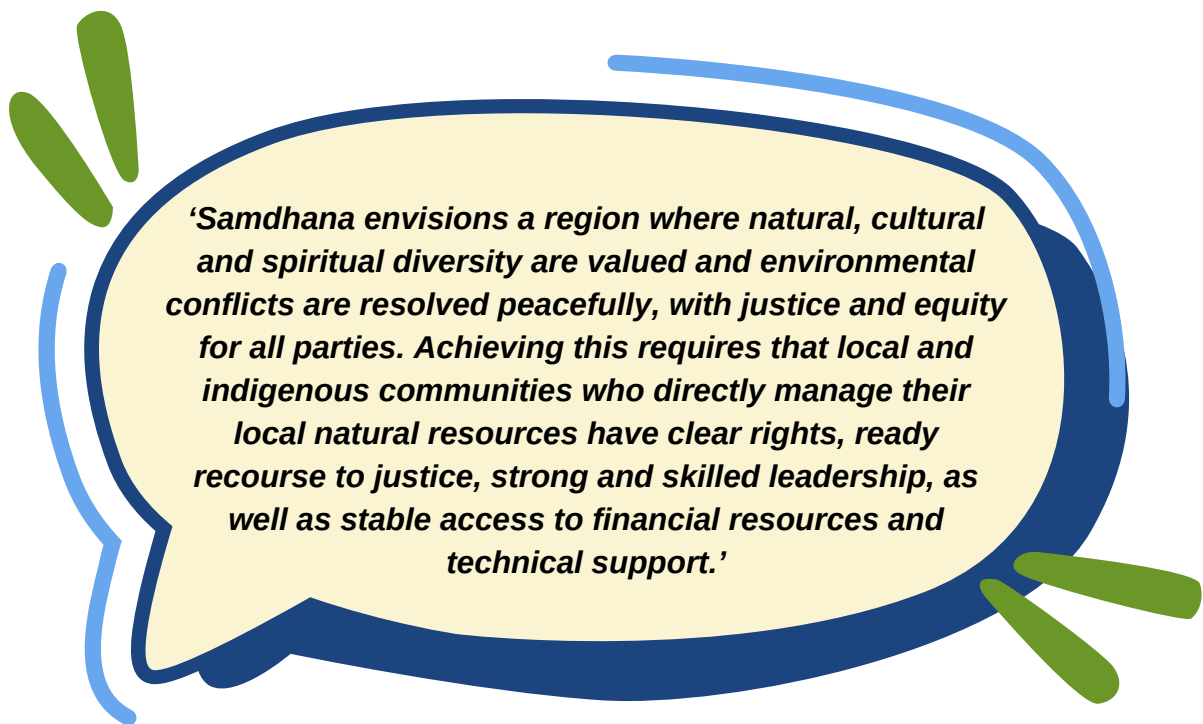 ‘Samdhana envisions a region where natural, cultural
and spiritual diversity are valued and environmental
conflicts are resolved peacefully, with justice and equity
for all parties. Achieving this requires that local and
indigenous communities who directly manage their
local natural resources have clear rights, ready
recourse to justice, strong and skilled leadership, as
well as stable access to financial resources and
technical support.’